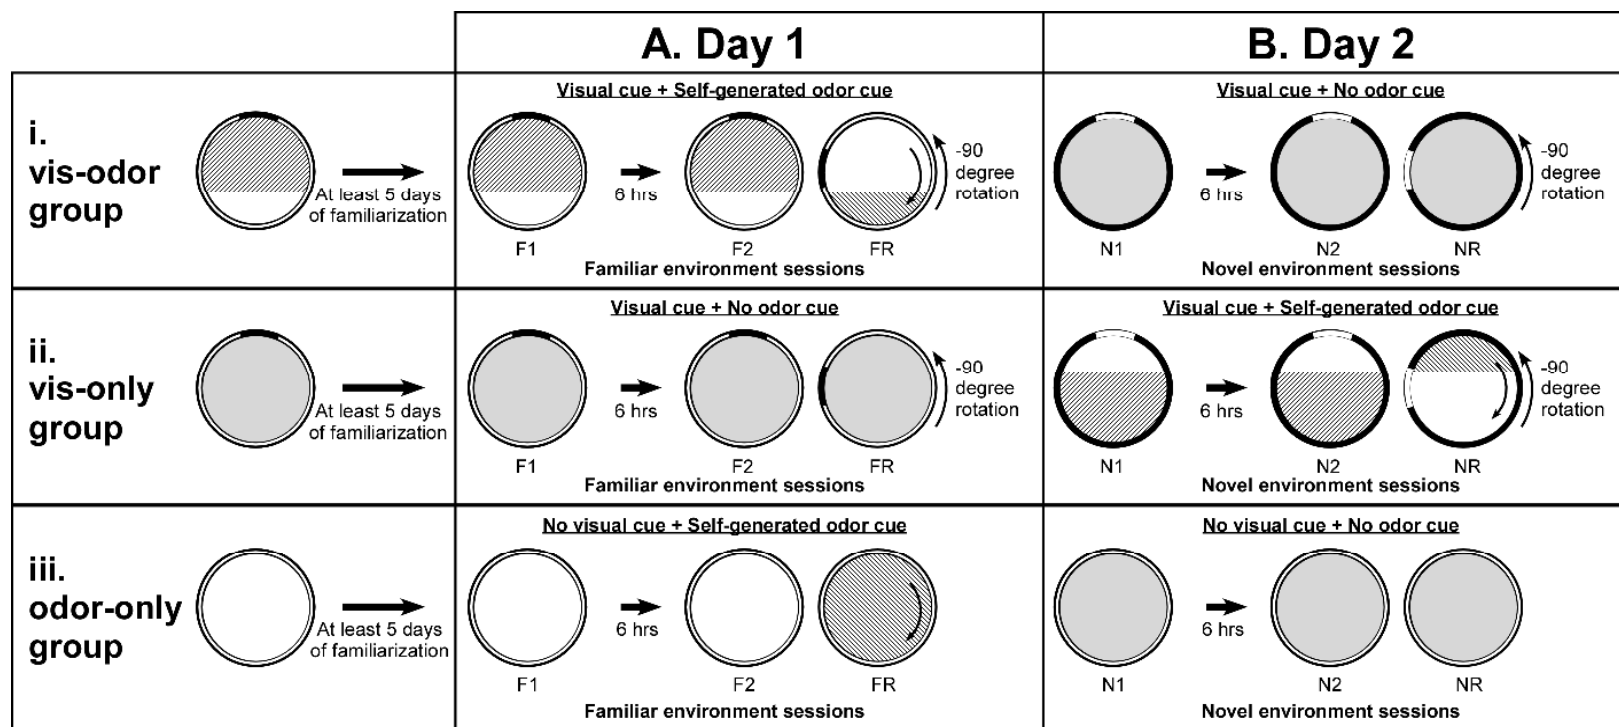 A. Day 1
B. Day 2
i.
vis-odor
group
At least 5 days
of familiarization
Visual cue + Self-generated odor cue
6 hrs
-90
degree
rotation
F1
F2
FR
Familiar environment sessions
Visual cue + No odor cue
6 hrs
-90
degree
rotation
N1
N2
NR
Novel environment sessions
ii.
vis-only
group
At least 5 days
of familiarization
Visual cue + No odor cue
6 hrs
-90
degree
rotation
F1
F2
FR
Familiar environment sessions
Visual cue + Self-generated odor cue
6 hrs
-90
degree
rotation
N1
N2
NR
Novel environment sessions
iii.
odor-only
group
At least 5 days
of familiarization
No visual cue + Self-generated odor cue
6 hrs
F1
F2
FR
Familiar environment sessions
No visual cue + No odor cue
6 hrs
N1
N2
NR
Novel environment sessions